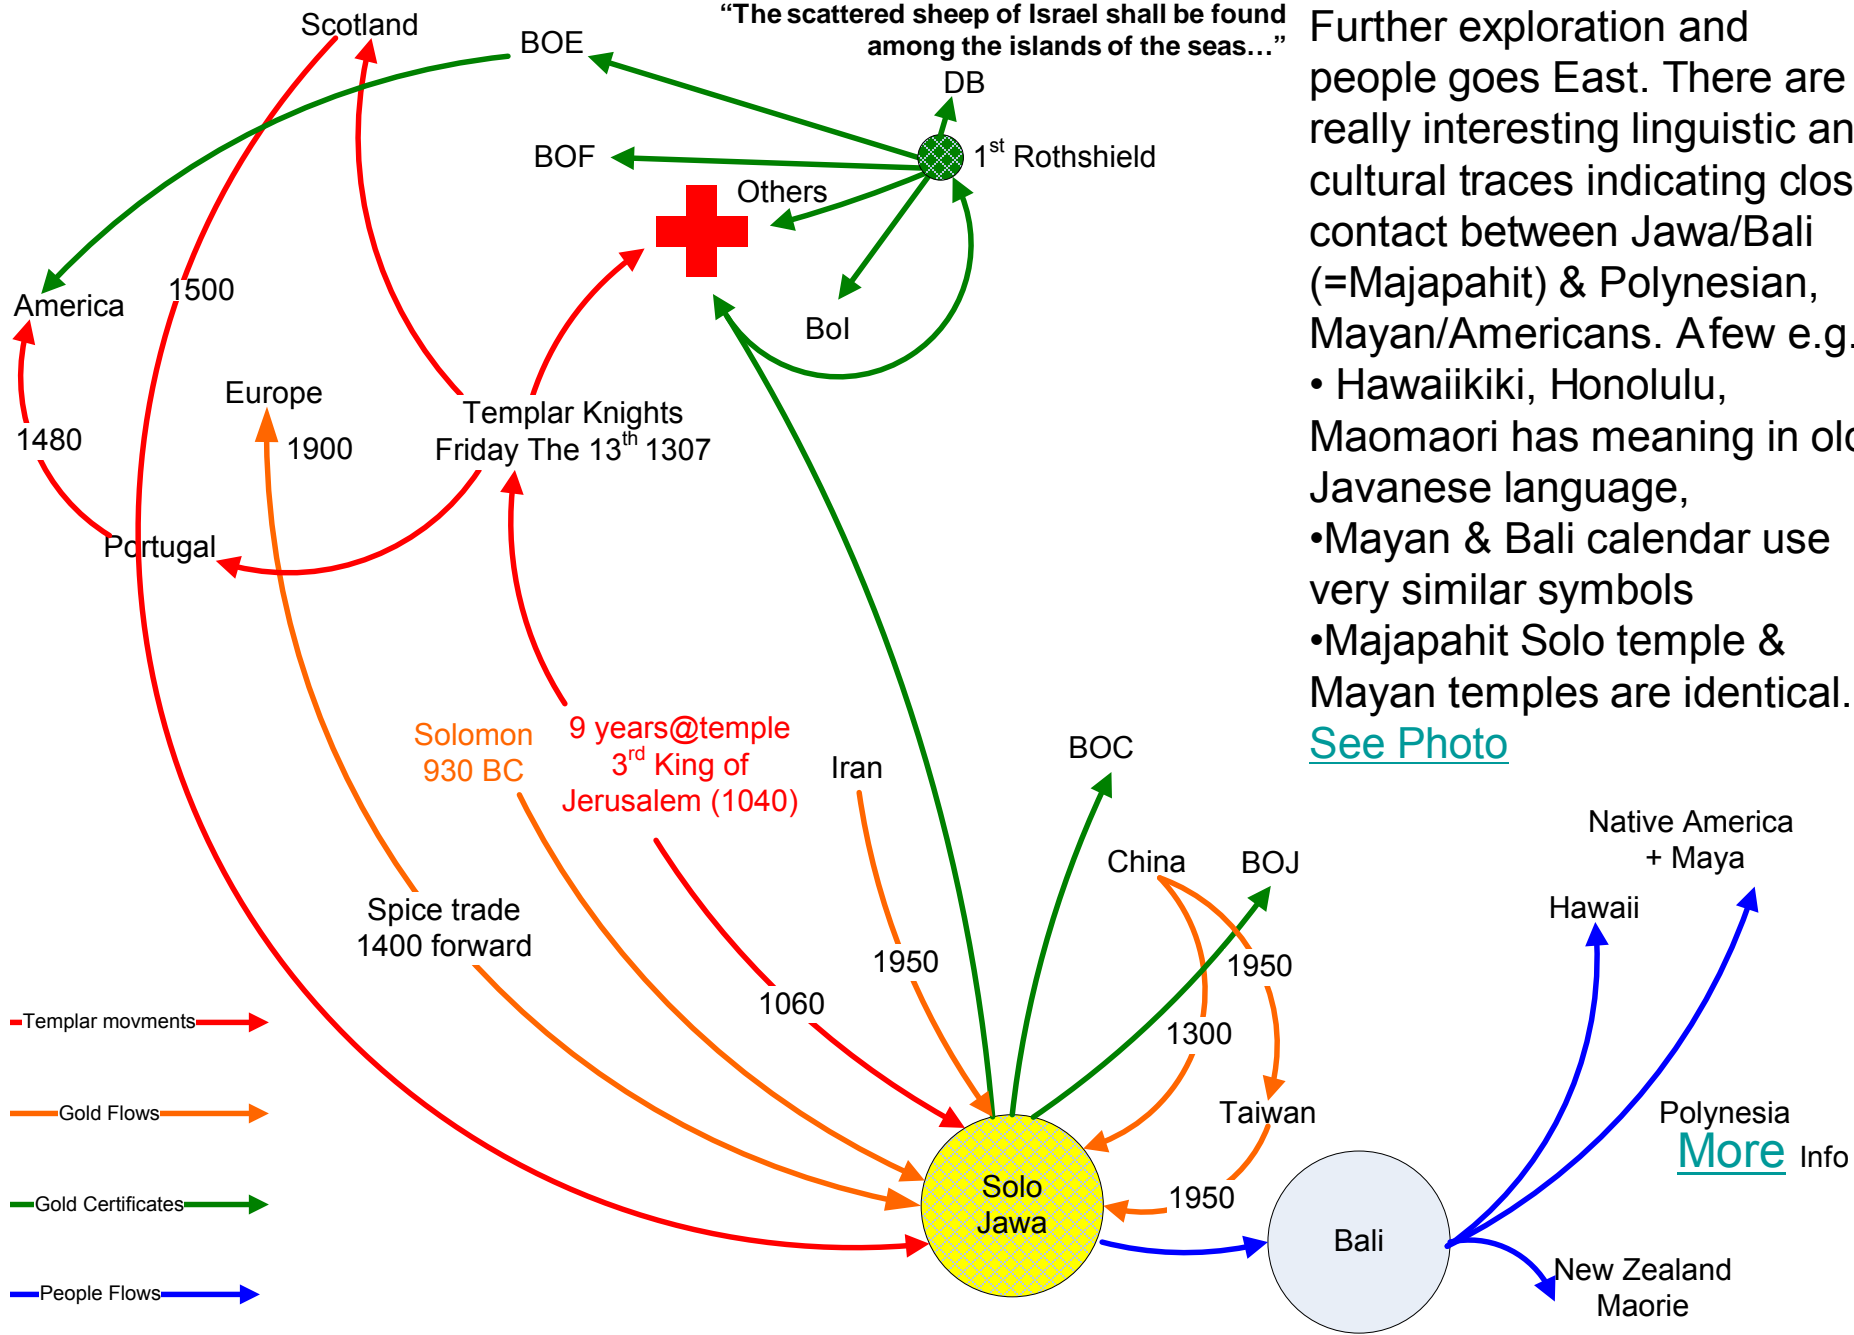 “The scattered sheep of Israel shall be found
among the islands of the seas…”
Scotland
BOE
DB
BOF
1st Rothshield
Others
BoI
1500
America
Europe
1900
1480
Templar Knights
Friday The 13th 1307
Portugal
Solomon
930 BC
9 years@temple
3rd King of
Jerusalem (1040)
Iran
BOC
China
BOJ
Spice trade
1400 forward
1950
1950
1060
1300
Taiwan
1950
Solo
Jawa
Bali
Native America
+ Maya
Hawaii
Polynesia
More Info
New Zealand
Maorie
Templar movments
Gold Flows
Gold Certificates
People Flows
Further exploration and
people goes East. There are
really interesting linguistic an
cultural traces indicating clos
contact between Jawa/Bali
(=Majapahit) & Polynesian,
Mayan/Americans. A few e.g.
• Hawaiikiki, Honolulu,
Maomaori has meaning in old
Javanese language,
•Mayan & Bali calendar use
very similar symbols
•Majapahit Solo temple &
Mayan temples are identical.
See Photo